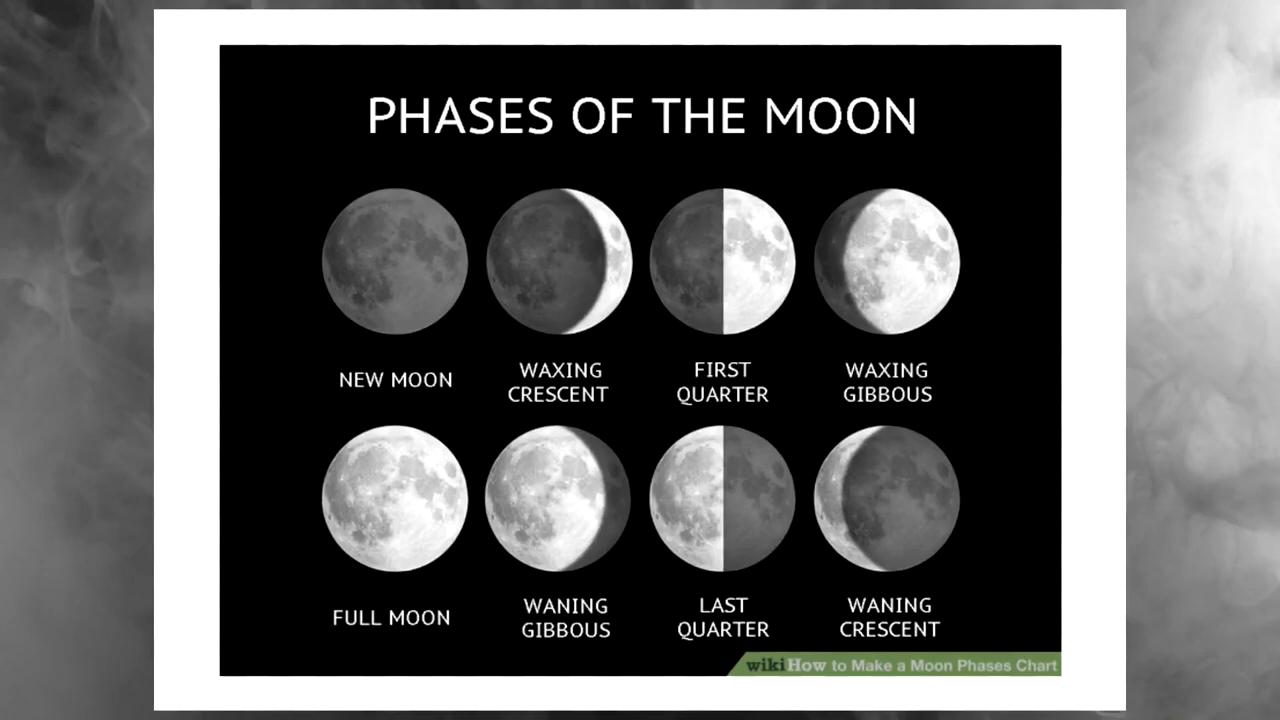 PHASES OF THE MOON
NEW MOON
WAXING
CRESCENT
FIRST
QUARTER
WAXING
GIBBOUS
FULL MOON
WANING
GIBBOUS
LAST
QUARTER
WANING
CRESCENT
wikiHow to Make a Moon Phases Chart